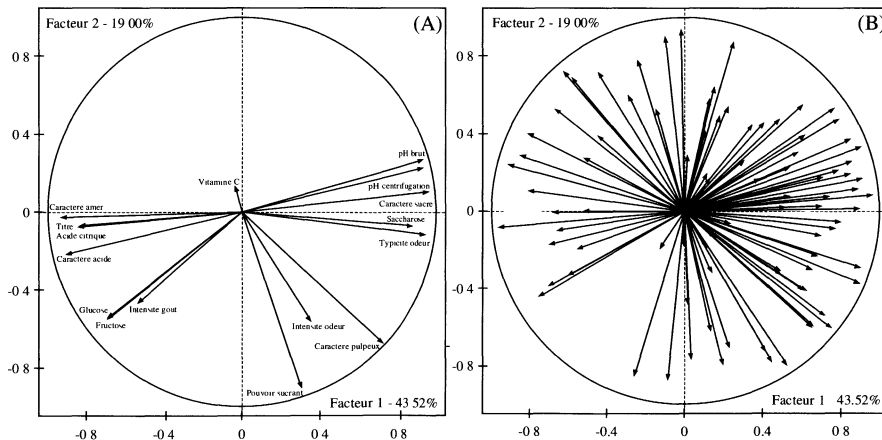 Facteur 2 - 19 00% (A)
0 8
0 4
0
-0 4
-0 8
pH brut
Vitamine C
pH centrifugation
Caractere sucre
Caractere amer
Saccharose
Titre
Typicite odeur
Acide citrique
Caractere acide
Glucose
Intensite gout
Fructose
Intensite odeur
Caractere pulpeux
Pouvoir sucrant
Facteur 1 - 43 52%
-0 8 -0 4 0 0 4 0 8
Facteur 2 - 19.00% (B)
0.8
0.4
0
-0.4
-0.8
Facteur 1 43.52%
-0.8 -0.4 0 0.4 0.8